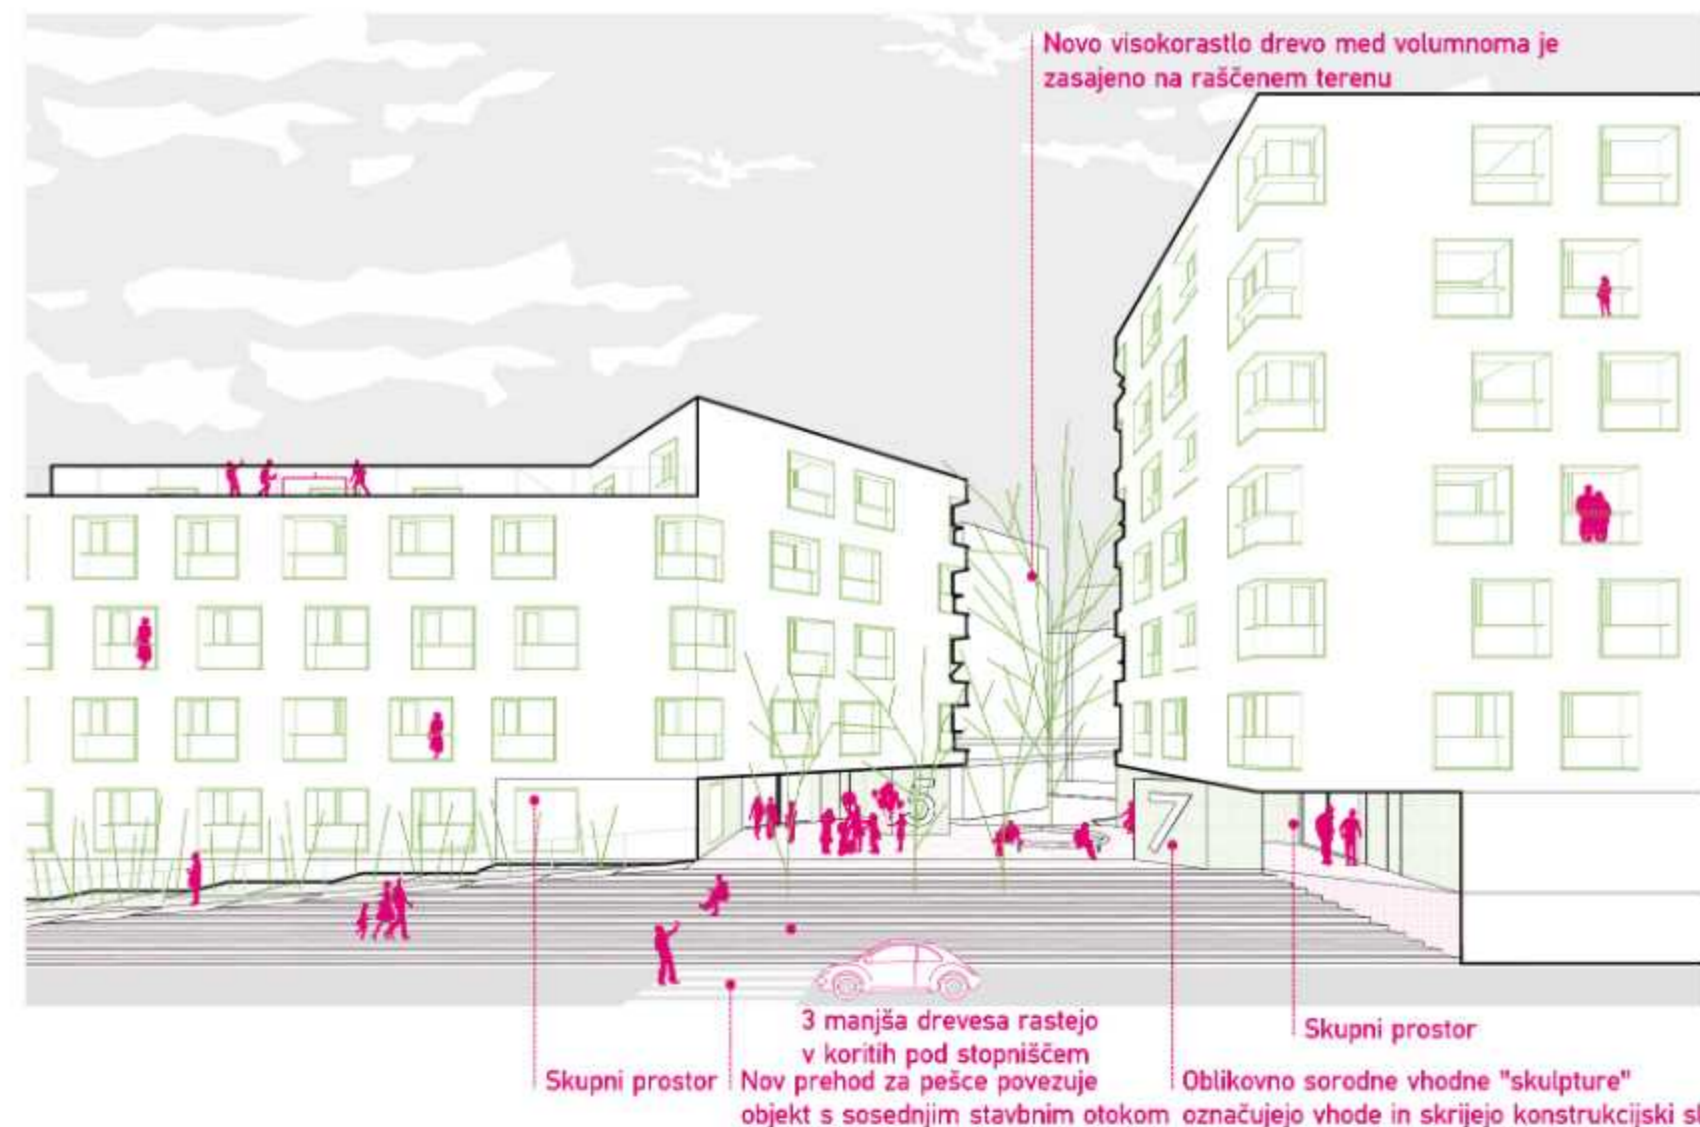 Novo visokorastlo drevo med volumnoma je
zasajeno na raščenem terenu
5
7
3 manjša drevesa rastejo
v koritih pod stopniščem
Skupni prostor
Skupni prostor
Nov prehod za pešce povezuje
objekt s sosednjim stavbnim otokom
Oblikovno sorodne vhodne "skulpture"
označujejo vhode in skrijejo konstrukcijski